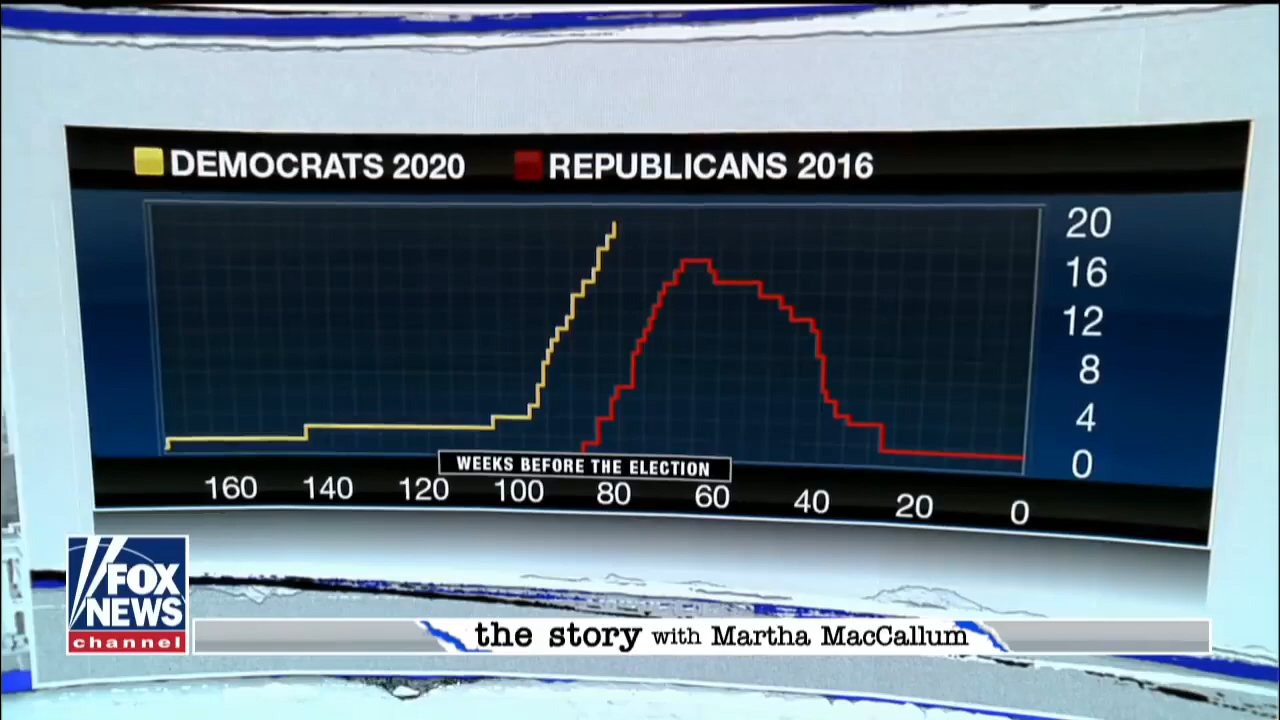 DEMOCRATS 2020 REPUBLICANS 2016
20
16
12
8
4
0
WEEKS BEFORE THE ELECTION
160 140 120 100 80 60 40 20 0
FOX
NEWS
channel
the story with Martha MacCallum